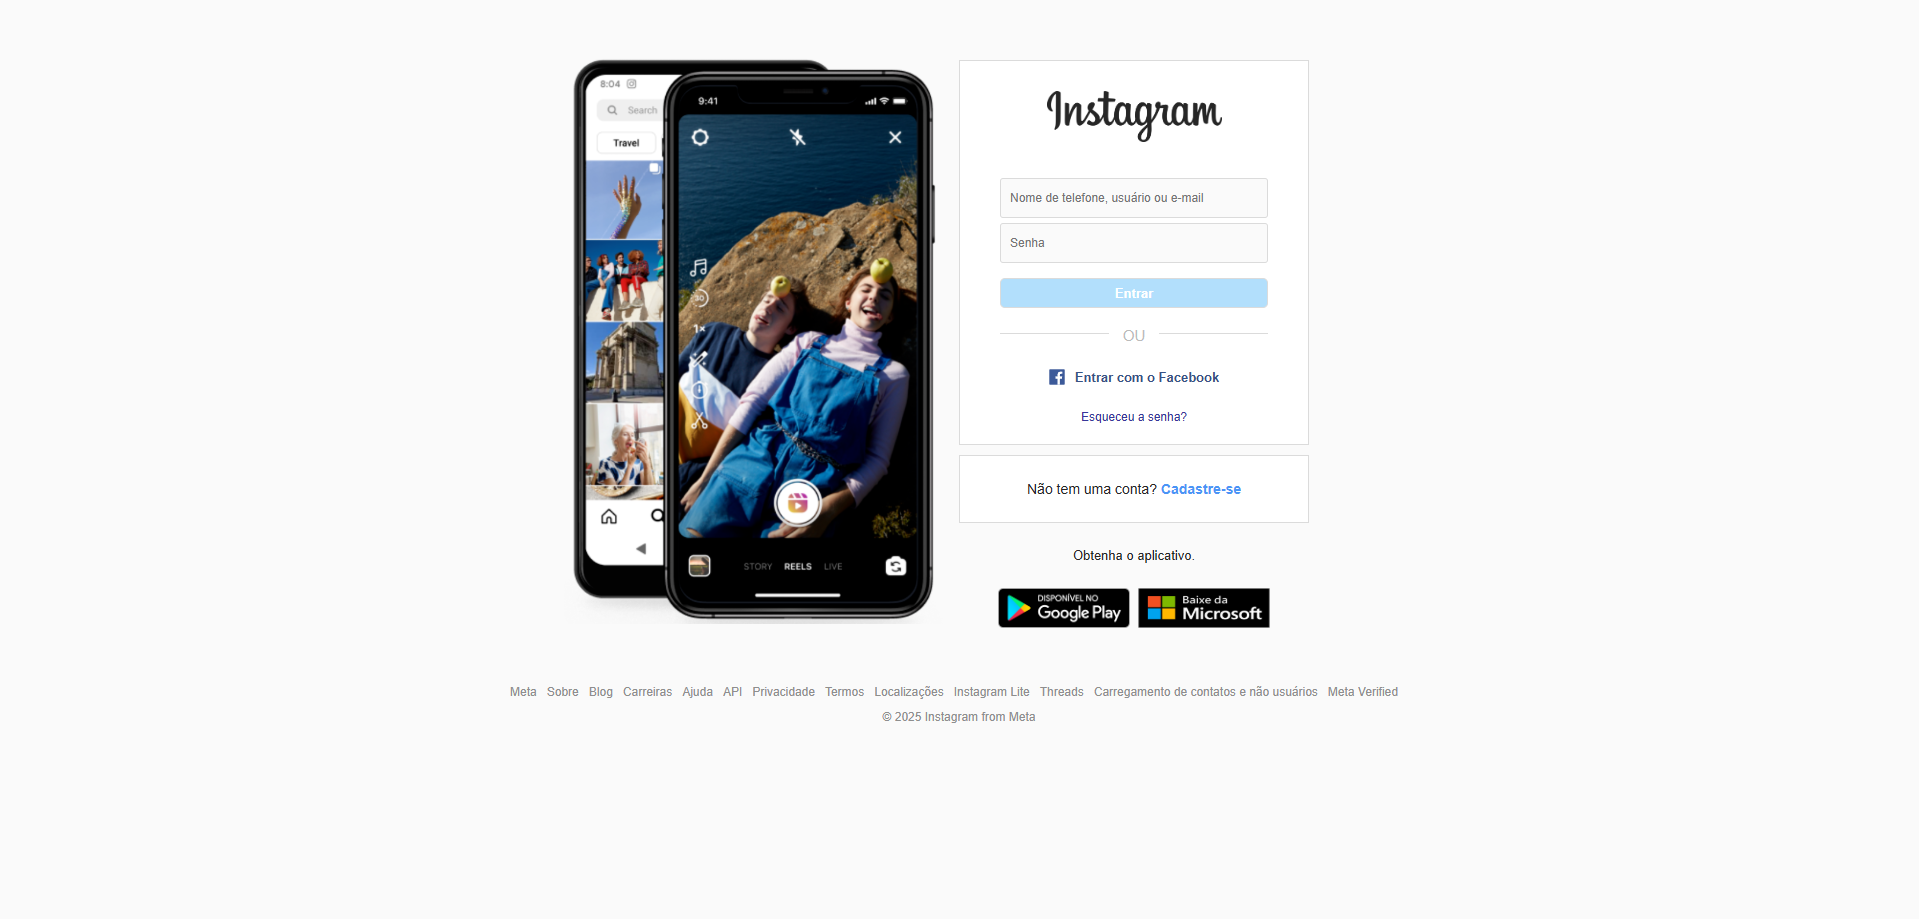 8:04
Search
Travel
9:41
30
1×
STORY REELS LIVE
Instagram
Nome de telefone, usuário ou e-mail
Senha
Entrar
OU
Entrar com o Facebook
Esqueceu a senha?
Não tem uma conta? Cadastre-se
Obtenha o aplicativo.
DISPONÍVEL NO
Google Play
Baixe da
Microsoft
Meta Sobre Blog Carreiras Ajuda API Privacidade Termos Localizações Instagram Lite Threads Carregamento de contatos e não usuários Meta Verified
© 2025 Instagram from Meta